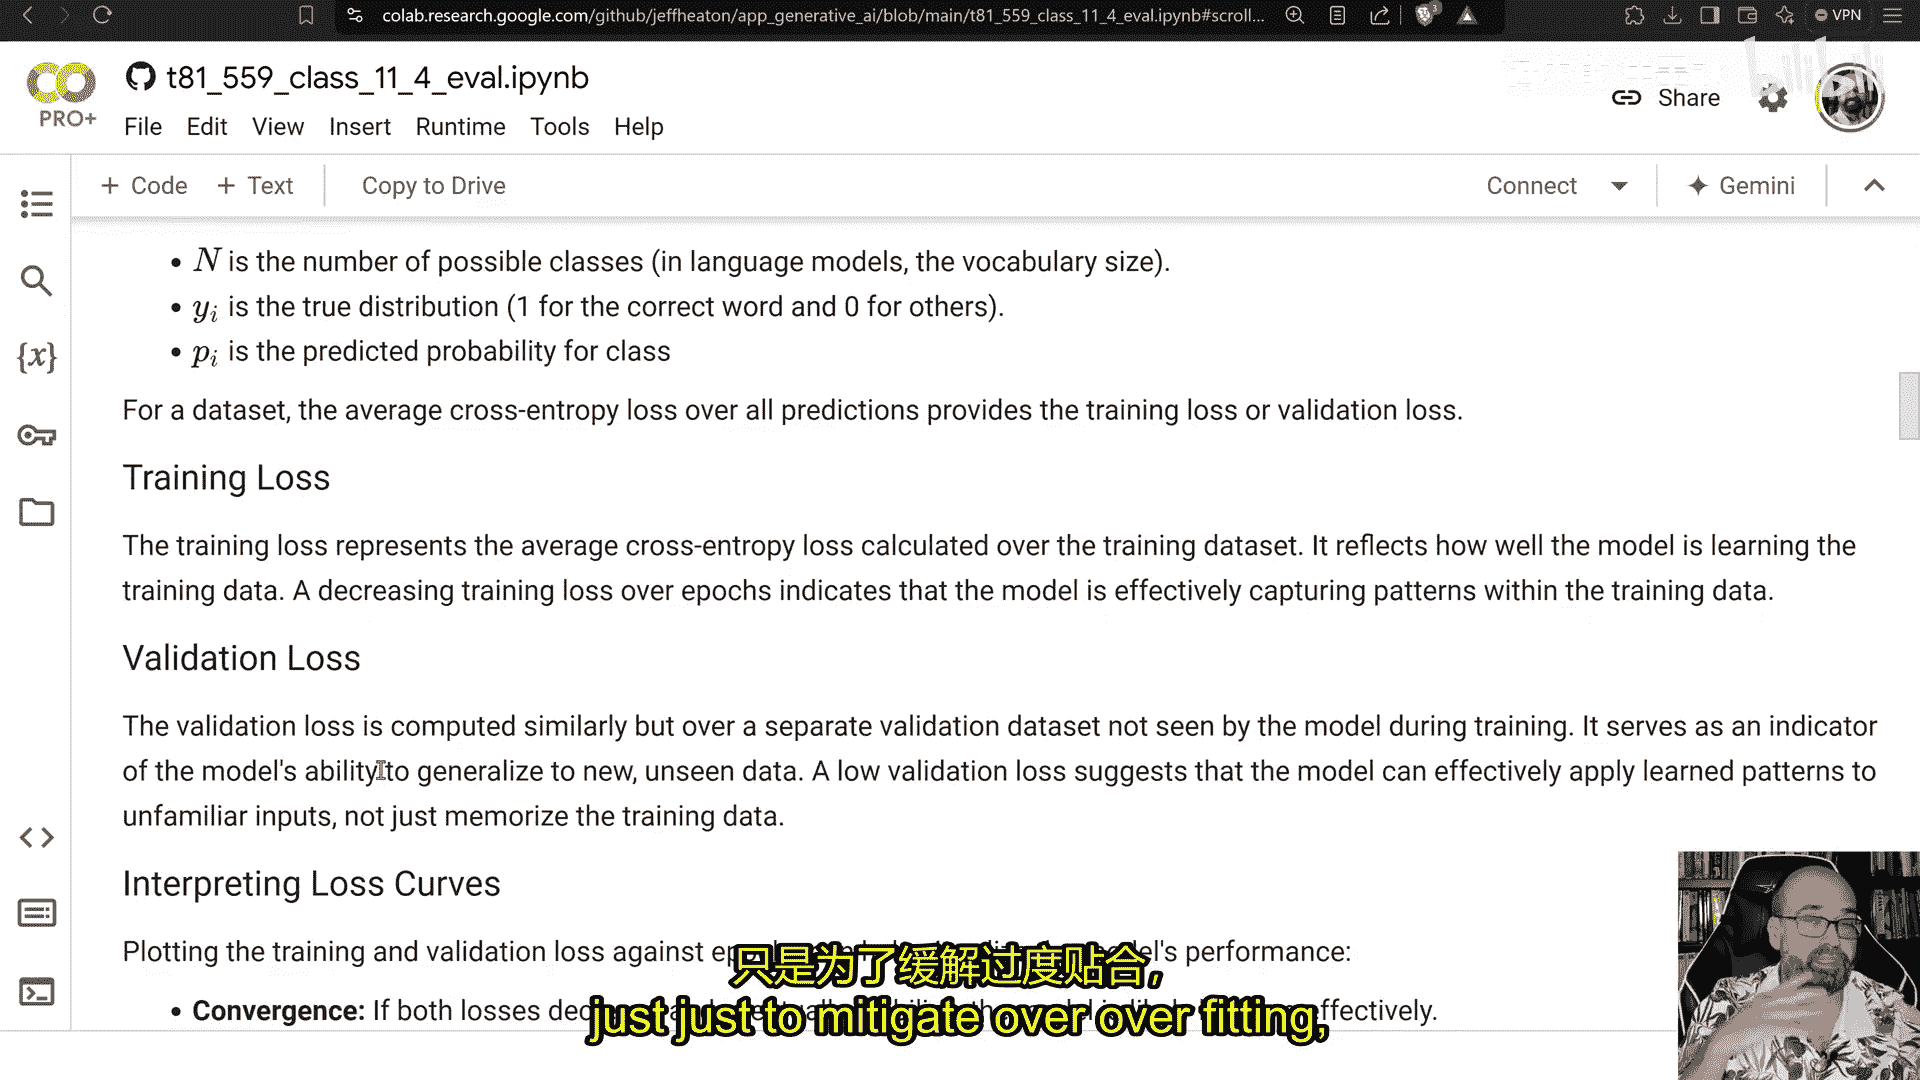 colab.research.google.com/github/jeffheaton/app_generative_ai/blob/main/t81_559_class_11_4_eval.ipynb#scroll...
3
VPN
t81_559_class_11_4_eval.ipynb
bilibili
PRO+
File Edit View Insert Runtime Tools Help
Share
+ Code + Text Copy to Drive
Connect Gemini
• N is the number of possible classes (in language models, the vocabulary size).
• yᵢ is the true distribution (1 for the correct word and 0 for others).
• pᵢ is the predicted probability for class
For a dataset, the average cross-entropy loss over all predictions provides the training loss or validation loss.
Training Loss
The training loss represents the average cross-entropy loss calculated over the training dataset. It reflects how well the model is learning the
training data. A decreasing training loss over epochs indicates that the model is effectively capturing patterns within the training data.
Validation Loss
The validation loss is computed similarly but over a separate validation dataset not seen by the model during training. It serves as an indicator
of the model's ability to generalize to new, unseen data. A low validation loss suggests that the model can effectively apply learned patterns to
unfamiliar inputs, not just memorize the training data.
Interpreting Loss Curves
Plotting the training and validation loss against model's performance:
只是为了缓解过度贴合，
• Convergence: If both losses effectively.
just just to mitigate over over fitting,